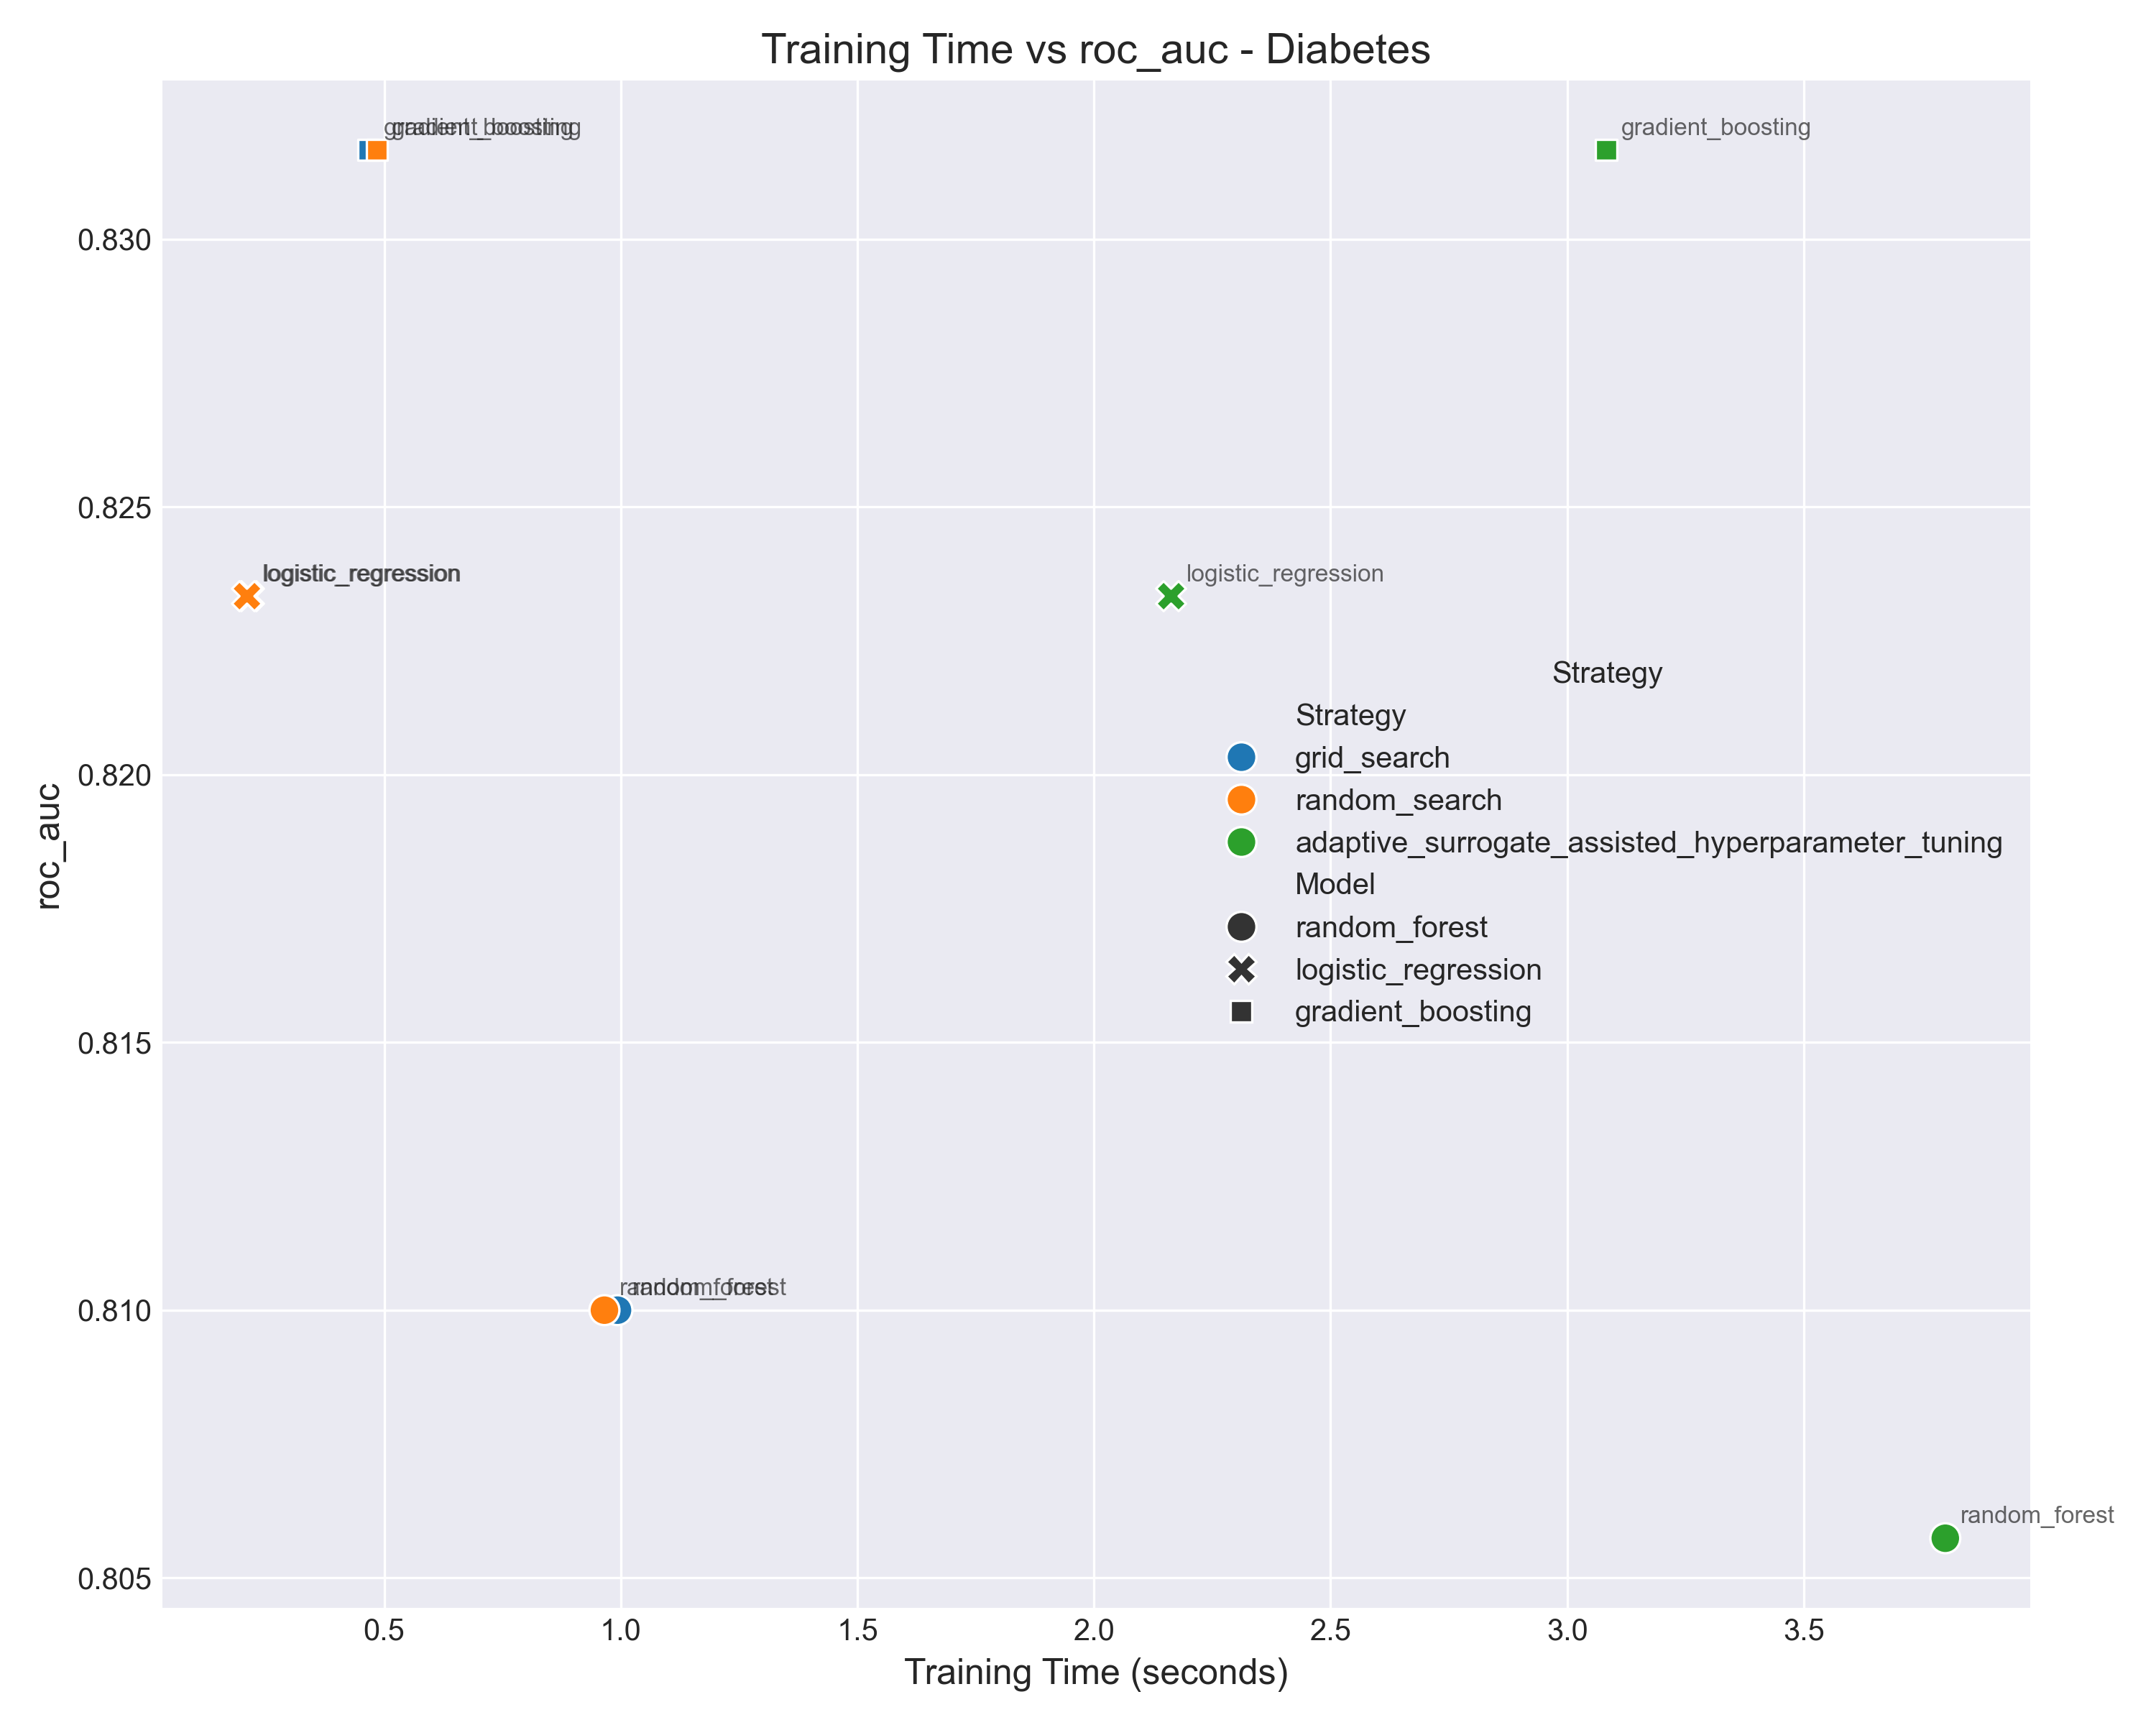 Training Time vs roc_auc - Diabetes
gradient_boosting
gradient_boosting
gradient_boosting
0.830
0.825
logistic_regression
logistic_regression
logistic_regression
Strategy
Strategy
grid_search
0.820
random_search
roc_auc
adaptive_surrogate_assisted_hyperparameter_tuning
Model
random_forest
logistic_regression
gradient_boosting
0.815
random_forest
random_forest
0.810
random_forest
0.805
0.5 1.0 1.5 2.0 2.5 3.0 3.5
Training Time (seconds)